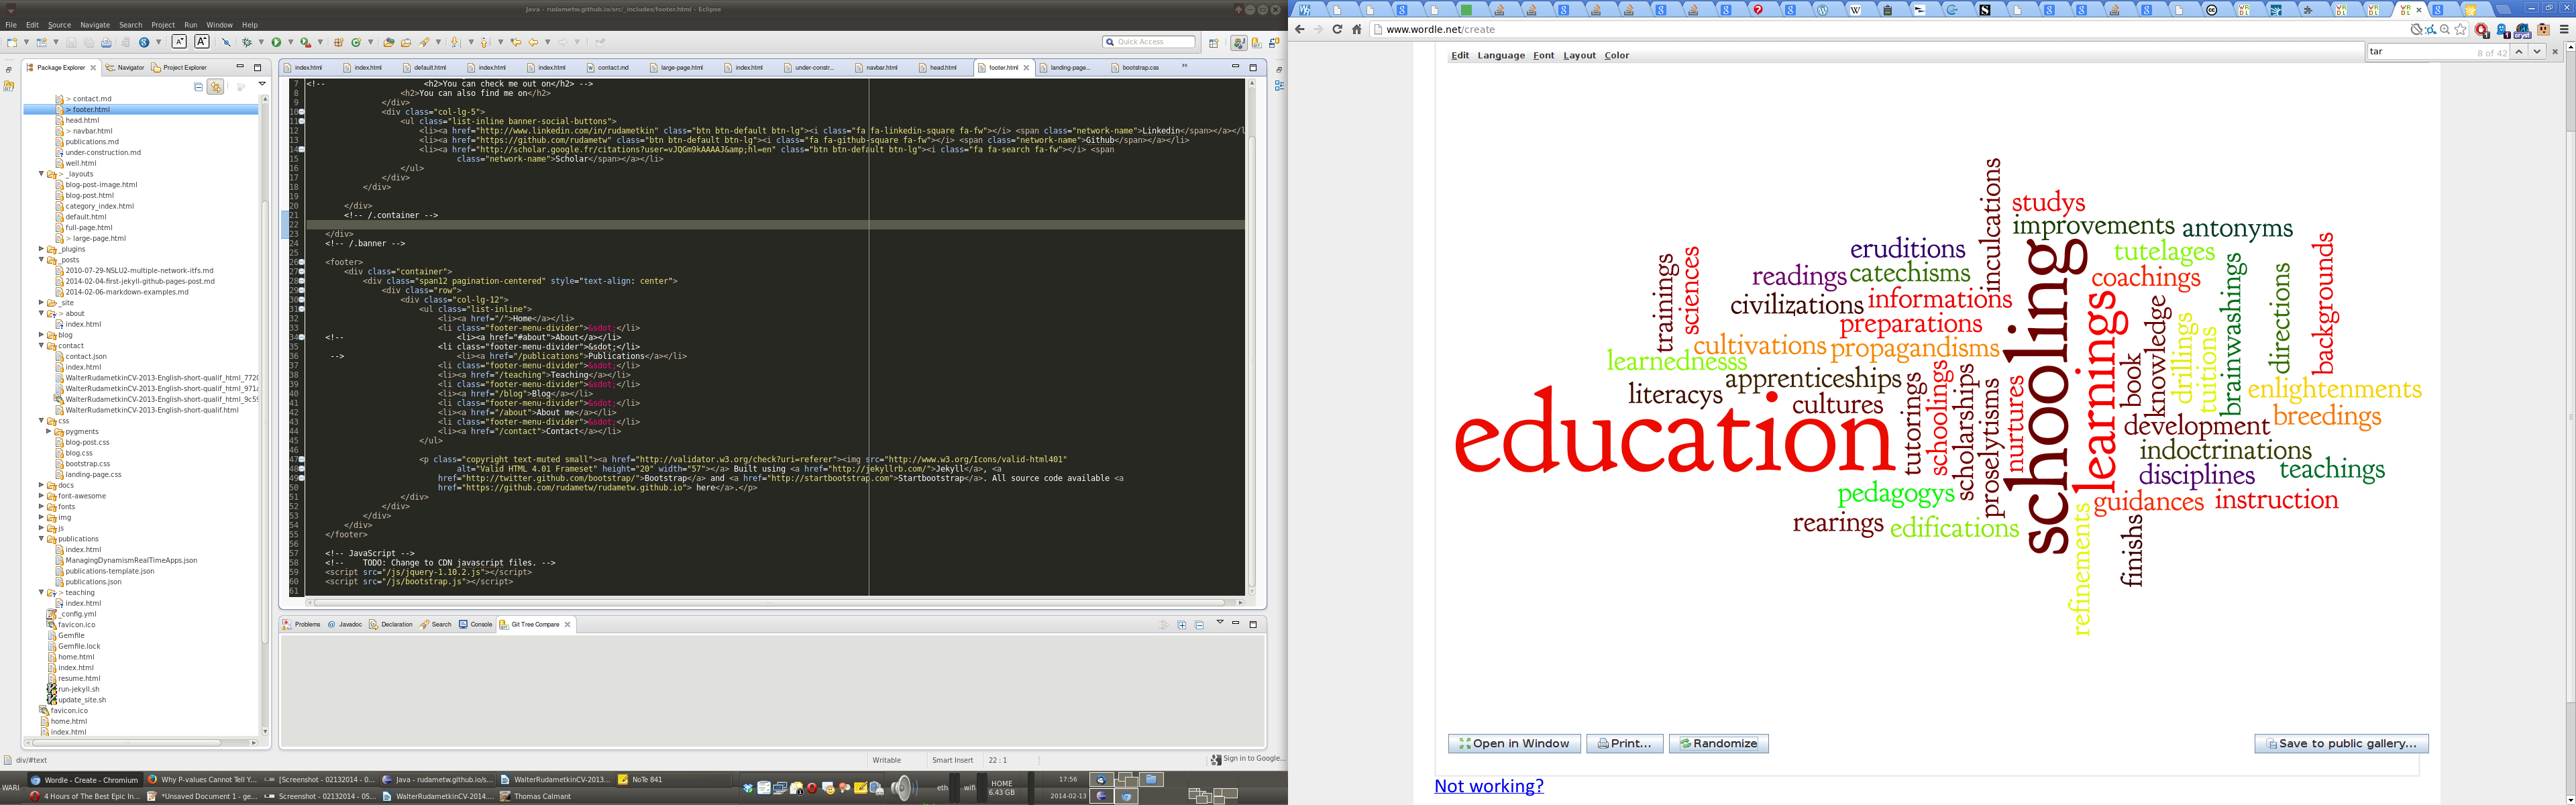 Java - rudametw.github.io/src/_includes/footer.html - Eclipse
File Edit Source Navigate Search Project Run Window Help
Quick Access
Package Explorer Navigator Project Explorer
> contact.md
> footer.html
head.html
> navbar.html
publications.md
under-construction.md
well.html
> _layouts
blog-post-image.html
blog-post.html
category_index.html
default.html
full-page.html
> large-page.html
_plugins
_posts
2010-07-29-NSLU2-multiple-network-itfs.md
2014-02-04-first-jekyll-github-pages-post.md
2014-02-06-markdown-examples.md
_site
> about
index.html
blog
contact
contact.json
index.html
WalterRudametkinCV-2013-English-short-qualif_html_7720
WalterRudametkinCV-2013-English-short-qualif_html_971
WalterRudametkinCV-2013-English-short-qualif_html_9c59
WalterRudametkinCV-2013-English-short-qualif.html
css
pygments
blog-post.css
blog.css
bootstrap.css
landing-page.css
docs
font-awesome
fonts
img
js
publications
index.html
ManagingDynamismRealTimeApps.json
publications-template.json
publications.json
> teaching
index.html
_config.yml
favicon.ico
Gemfile
Gemfile.lock
home.html
index.html
resume.html
run-jekyll.sh
update_site.sh
favicon.ico
home.html
index.html
index.html index.html default.html index.html index.html contact.md large-page.html index.html under-constr... navbar.html head.html footer.html landing-page... bootstrap.css
7 <!-- <h2>You can check me out on</h2> -->
8 <h2>You can also find me on</h2>
9 </div>
10 <div class="col-lg-5">
11 <ul class="list-inline banner-social-buttons">
12 <li><a href="http://www.linkedin.com/in/rudametkin" class="btn btn-default btn-lg"><i class="fa fa-linkedin-square fa-fw"></i> <span class="network-name">Linkedin</span></a></l
13 <li><a href="https://github.com/rudametw" class="btn btn-default btn-lg"><i class="fa fa-github-square fa-fw"></i> <span class="network-name">Github</span></a></li>
14 <li><a href="http://scholar.google.fr/citations?user=vJQGm9kAAAAJ&amp;hl=en" class="btn btn-default btn-lg"><i class="fa fa-search fa-fw"></i> <span
15 class="network-name">Scholar</span></a></li>
16 </ul>
17 </div>
18 </div>
19
20 </div>
21 <!-- /.container -->
22
23 </div>
24 <!-- /.banner -->
25
26 <footer>
27 <div class="container">
28 <div class="span12 pagination-centered" style="text-align: center">
29 <div class="row">
30 <div class="col-lg-12">
31 <ul class="list-inline">
32 <li><a href="/">Home</a></li>
33 <li class="footer-menu-divider">&sdot;</li>
34 <!-- <li><a href="#about">About</a></li>
35 <li class="footer-menu-divider">&sdot;</li>
36 --> <li><a href="/publications">Publications</a></li>
37 <li class="footer-menu-divider">&sdot;</li>
38 <li><a href="/teaching">Teaching</a></li>
39 <li class="footer-menu-divider">&sdot;</li>
40 <li><a href="/blog">Blog</a></li>
41 <li class="footer-menu-divider">&sdot;</li>
42 <li><a href="/about">About me</a></li>
43 <li class="footer-menu-divider">&sdot;</li>
44 <li><a href="/contact">Contact</a></li>
45 </ul>
46
47 <p class="copyright text-muted small"><a href="http://validator.w3.org/check?uri=referer"><img src="http://www.w3.org/Icons/valid-html401"
48 alt="Valid HTML 4.01 Frameset" height="20" width="57"></a> Built using <a href="http://jekyllrb.com/">Jekyll</a>, <a
49 href="http://twitter.github.com/bootstrap/">Bootstrap</a> and <a href="http://startbootstrap.com">Startbootstrap</a>. All source code available <a
50 href="https://github.com/rudametw/rudametw.github.io"> here</a>.</p>
51 </div>
52 </div>
53 </div>
54 </div>
55 </footer>
56
57 <!-- JavaScript -->
58 <!-- TODO: Change to CDN javascript files. -->
59 <script src="/js/jquery-1.10.2.js"></script>
60 <script src="/js/bootstrap.js"></script>
61
Problems Javadoc Declaration Search Console Git Tree Compare
div/#text Writable Smart Insert 22 : 1 Sign in to Google...
Wordle - Create - Chromium Why P-values Cannot Tell Y... [Screenshot - 02132014 - 0... Java - rudametw.github.io/s... WalterRudametkinCV-2013... NoTe 841
WARI 4 Hours of The Best Epic In... *Unsaved Document 1 - ge... Screenshot - 02132014 - 05... WalterRudametkinCV-2014... Thomas Calmant
eth wifi HOME 6.43 GB
17:56
2014-02-13
www.wordle.net/create
tar 8 of 42
Edit Language Font Layout Color
inculcations
studys
improvements
antonyms
eruditions
tutelages
backgrounds
trainings
sciences
readings
catechisms
schooling
coachings
brainwashings
directions
civilizations
informations
learnings
knowledge
preparations
drillings
tutitions
cultivations
propagandisms
learnednesss
book
apprenticeships
literacys
enlightenments
cultures
education
tutorings
schoolings
scholarships
proselytisms
nurtures
breedings
development
indoctrinations
disciplines
teachings
pedagogys
guidances
instruction
rearings
edifications
refinements
finishs
Open in Window Print... Randomize Save to public gallery...
Not working?